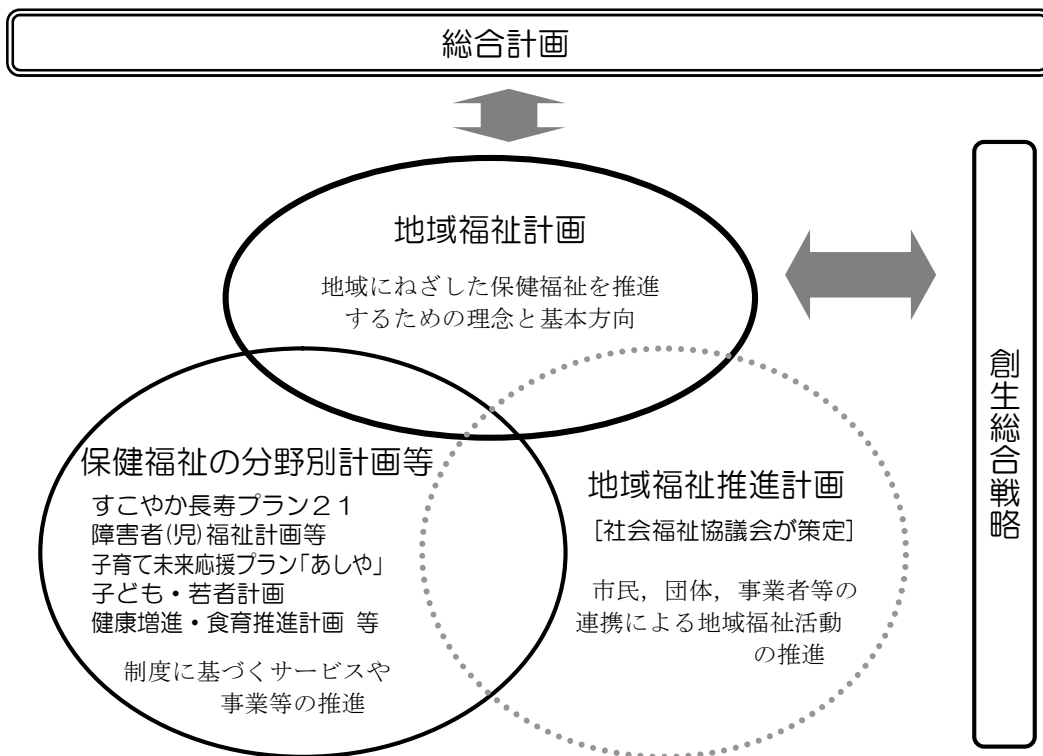 総合計画
地域福祉計画
地域にねざした保健福祉を推進
するための理念と基本方向
創生総合戦略
保健福祉の分野別計画等
すこやか長寿プラン21
障害者(児)福祉計画等
子育て未来応援プラン「あしや」
子ども・若者計画
健康増進・食育推進計画 等
制度に基づくサービスや
事業等の推進
地域福祉推進計画
[社会福祉協議会が策定]
市民，団体，事業者等の
連携による地域福祉活動
の推進